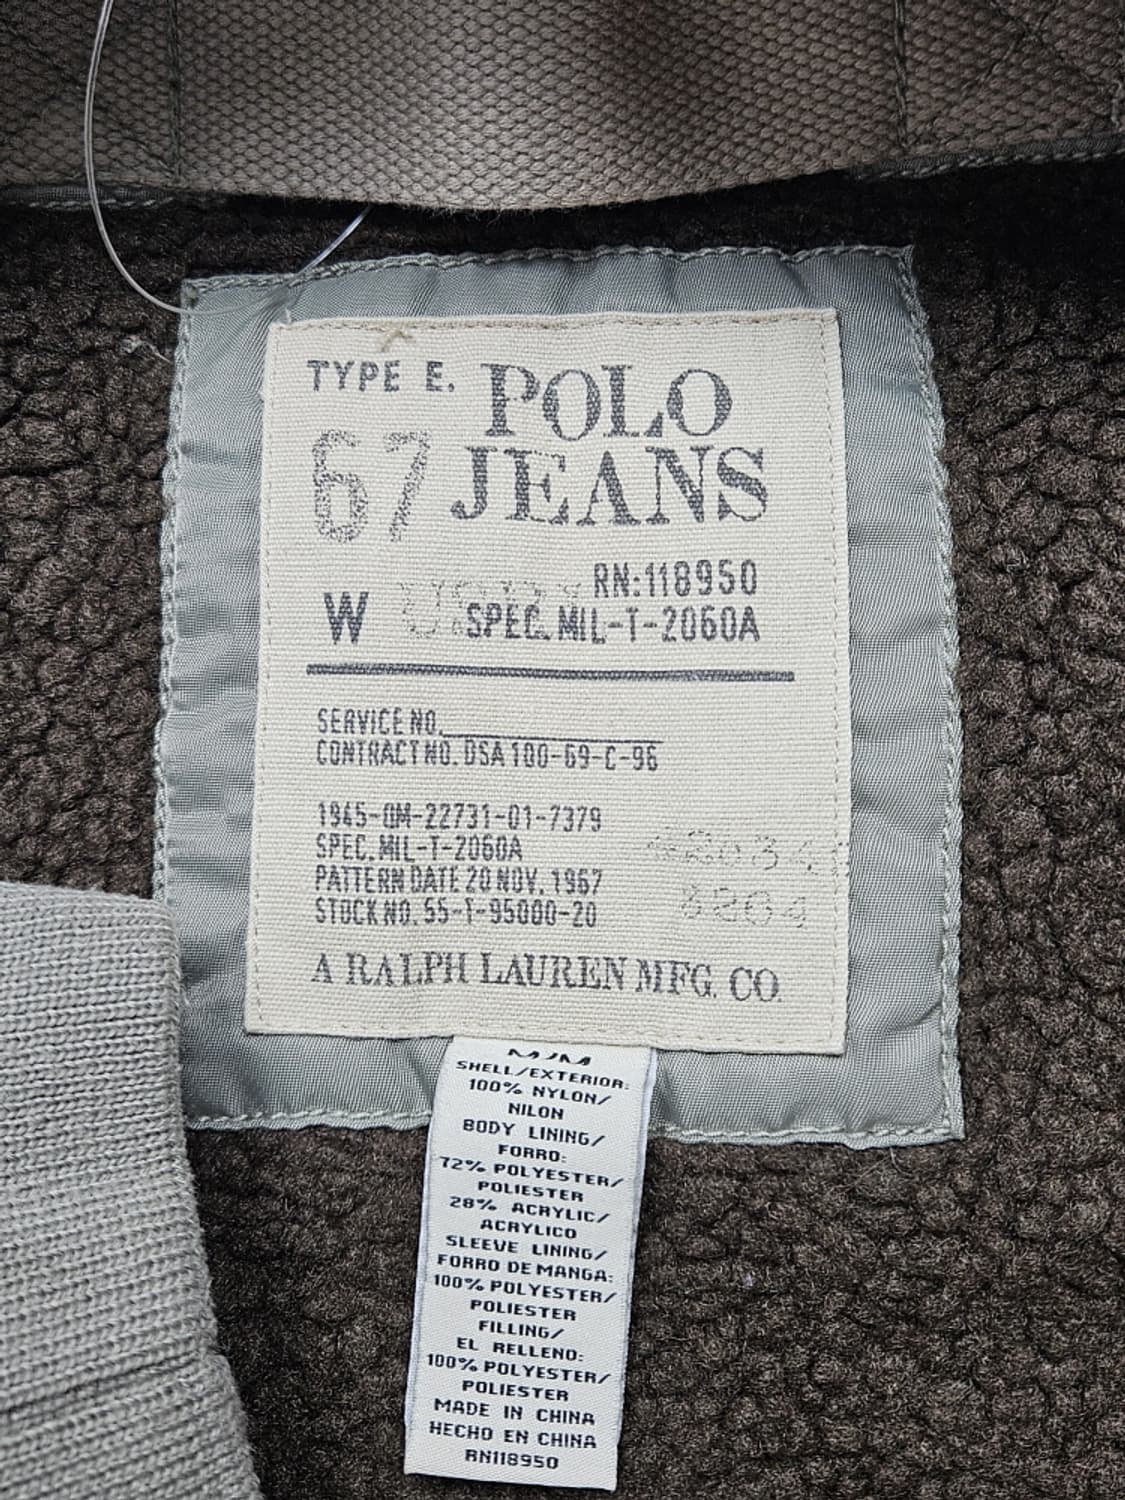 TYPE E.
POLO
67
JEANS
RN:118950
W
SPEC. MIL-T-2060A
SERVICE NO.
CONTRACT NO. DSA 100-69-C-96
1945-QM-22731-01-7379
SPEC. MIL-T-2060A
PATTERN DATE 20 NOV. 1967
STOCK NO. 55-T-95000-20
8204
A RALPH LAUREN MFG. CO.
M/M
SHELL/EXTERIOR:
100% NYLON/
NILON
BODY LINING/
FORRO:
72% POLYESTER/
POLIESTER
28% ACRYLIC/
ACRYLICO
SLEEVE LINING/
FORRO DE MANGA:
100% POLYESTER/
POLIESTER
FILLING/
EL RELLENO:
100% POLYESTER/
POLIESTER
MADE IN CHINA
HECHO EN CHINA
RN118950